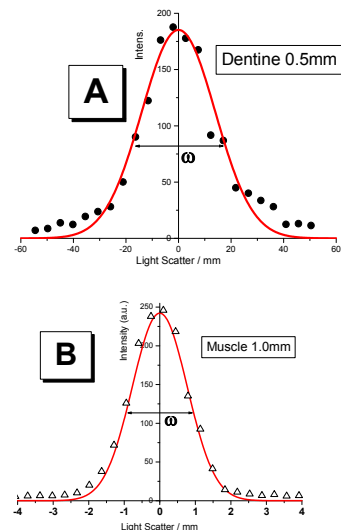 Intens.
A
Dentine 0.5mm
200
150
100
50
0
ω
-60 -40 -20 0 20 40 60
Light Scatter / mm
B
Intensity (a.u.)
Muscle 1.0mm
250
200
150
100
50
0
ω
-4 -3 -2 -1 0 1 2 3 4
Light Scatter / mm